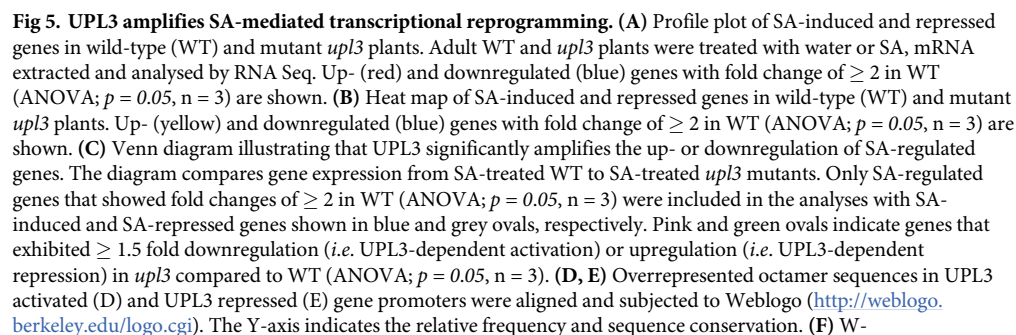 Fig 5. UPL3 amplifies SA-mediated transcriptional reprogramming. (A) Profile plot of SA-induced and repressed
genes in wild-type (WT) and mutant upl3 plants. Adult WT and upl3 plants were treated with water or SA, mRNA
extracted and analysed by RNA Seq. Up- (red) and downregulated (blue) genes with fold change of ≥ 2 in WT
(ANOVA; p = 0.05, n = 3) are shown. (B) Heat map of SA-induced and repressed genes in wild-type (WT) and mutant
upl3 plants. Up- (yellow) and downregulated (blue) genes with fold change of ≥ 2 in WT (ANOVA; p = 0.05, n = 3) are
shown. (C) Venn diagram illustrating that UPL3 significantly amplifies the up- or downregulation of SA-regulated
genes. The diagram compares gene expression from SA-treated WT to SA-treated upl3 mutants. Only SA-regulated
genes that showed fold changes of ≥ 2 in WT (ANOVA; p = 0.05, n = 3) were included in the analyses with SA-
induced and SA-repressed genes shown in blue and grey ovals, respectively. Pink and green ovals indicate genes that
exhibited ≥ 1.5 fold downregulation (i.e. UPL3-dependent activation) or upregulation (i.e. UPL3-dependent
repression) in upl3 compared to WT (ANOVA; p = 0.05, n = 3). (D, E) Overrepresented octamer sequences in UPL3
activated (D) and UPL3 repressed (E) gene promoters were aligned and subjected to Weblogo (http://weblogo.
berkeley.edu/logo.cgi). The Y-axis indicates the relative frequency and sequence conservation. (F) W-